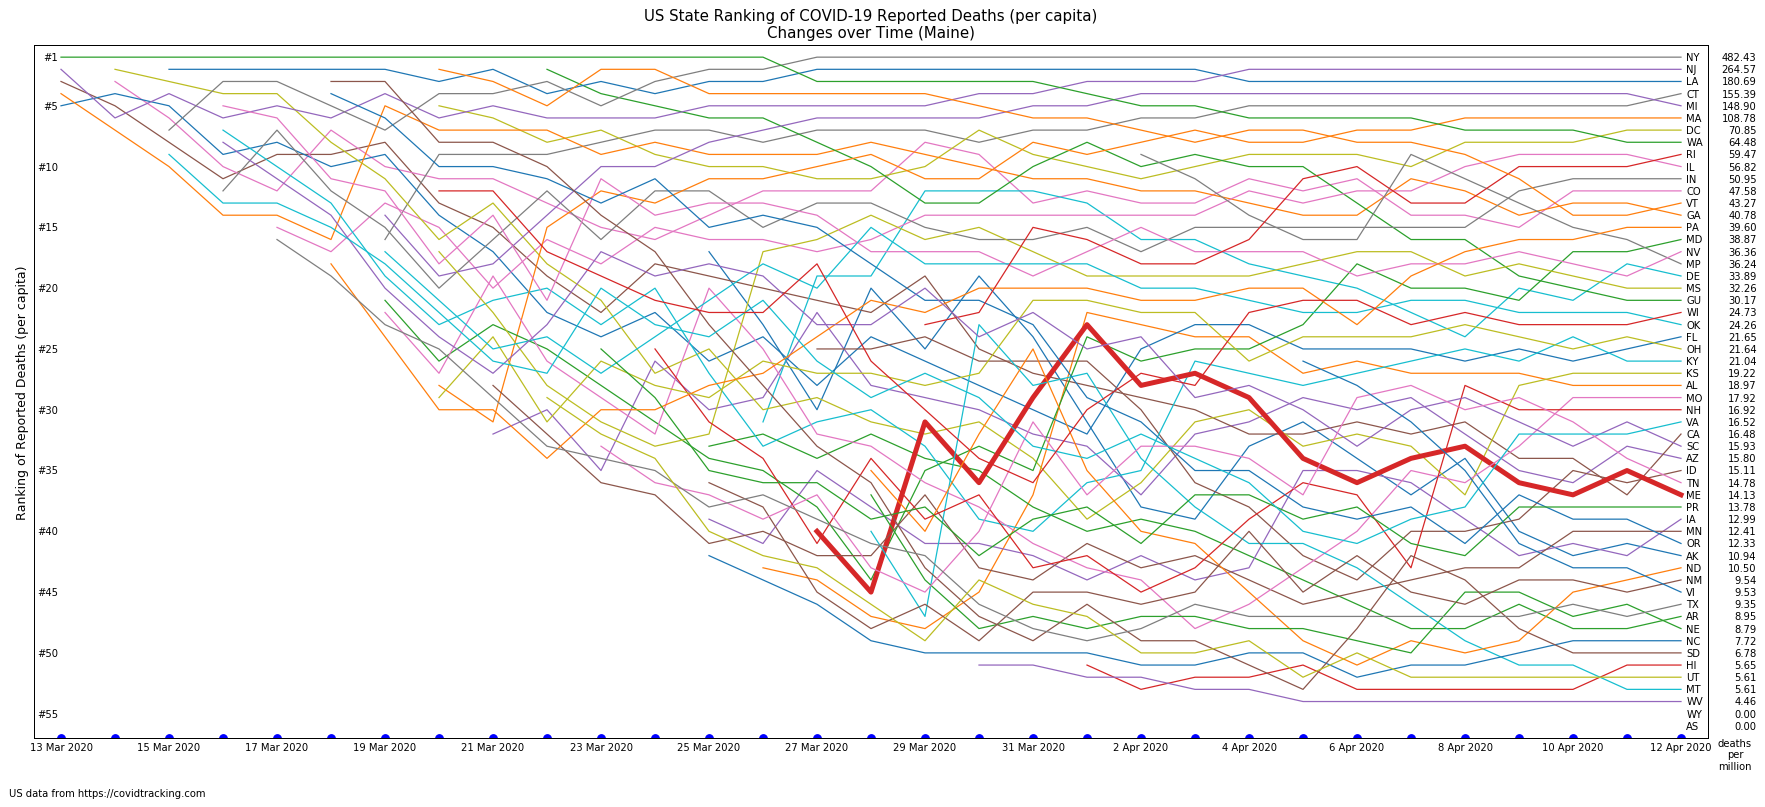 US State Ranking of COVID-19 Reported Deaths (per capita)
Changes over Time (Maine)
Ranking of Reported Deaths (per capita)
#1
#5
#10
#15
#20
#25
#30
#35
#40
#45
#50
#55
NY 482.43
NJ 264.57
LA 180.69
CT 155.39
MI 148.90
MA 108.78
DC 70.85
WA 64.48
RI 59.47
IL 56.82
IN 50.95
CO 47.58
VT 43.27
GA 40.78
PA 39.60
MD 38.87
NV 36.36
MP 36.24
DE 33.89
MS 32.26
GU 30.17
WI 24.73
OK 24.26
FL 21.65
OH 21.64
KY 21.04
KS 19.22
AL 18.97
MO 17.92
NH 16.92
VA 16.52
CA 16.48
SC 15.93
AZ 15.80
ID 15.11
TN 14.78
ME 14.13
PR 13.78
IA 12.99
MN 12.41
OR 12.33
AK 10.94
ND 10.50
NM 9.54
VI 9.53
TX 9.35
AR 8.95
NE 8.79
NC 7.72
SD 6.78
HI 5.65
UT 5.61
MT 5.61
WV 4.46
WY 0.00
AS 0.00
13 Mar 2020 15 Mar 2020 17 Mar 2020 19 Mar 2020 21 Mar 2020 23 Mar 2020 25 Mar 2020 27 Mar 2020 29 Mar 2020 31 Mar 2020 2 Apr 2020 4 Apr 2020 6 Apr 2020 8 Apr 2020 10 Apr 2020 12 Apr 2020
deaths
per
million
US data from https://covidtracking.com